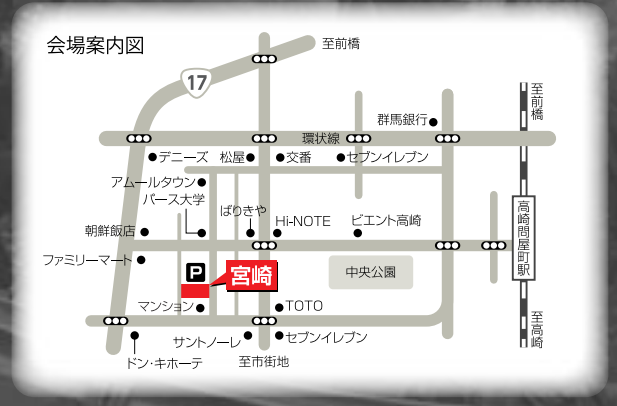 会場案内図
至前橋
17
至前橋
群馬銀行
環状線
デニーズ
松屋
交番
セブンイレブン
アムールタウン
パース大学
ばりきや
Hi-NOTE
ビエント高崎
高崎問屋町駅
朝鮮飯店
ファミリーマート
P
宮崎
中央公園
マンション
TOTO
至高崎
サントノーレ
セブンイレブン
ドン・キホーテ
至市街地